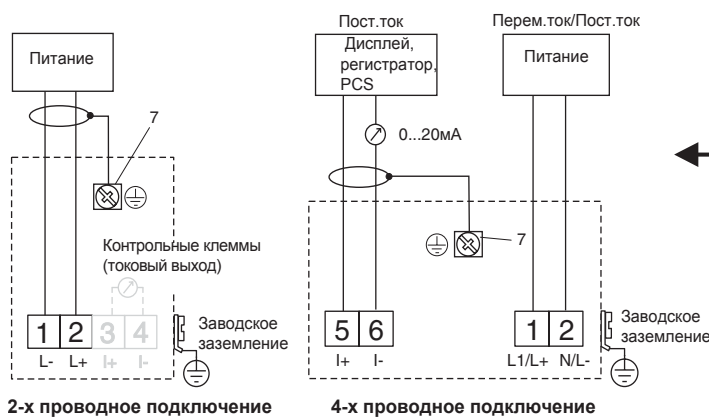 Питание
7
Контрольные клеммы
(токовый выход)
1 2 3 4
L- L+ I+ I-
Заводское
заземление
2-х проводное подключение
Пост.ток
Дисплей,
регистратор,
PCS
0...20мА
Перем.ток/Пост.ток
Питание
7
5 6
I+ I-
1 2
L1/L+ N/L-
Заводское
заземление
4-х проводное подключение